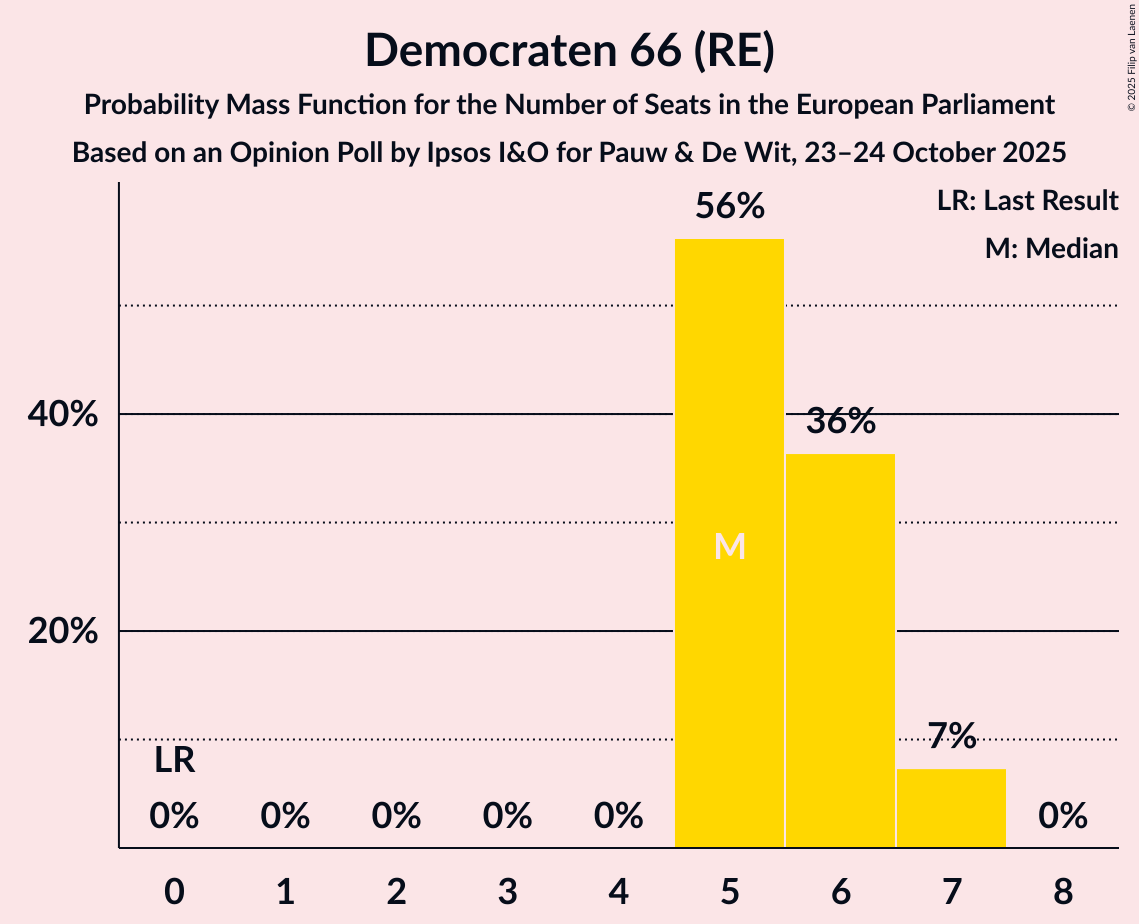 Democraten 66 (RE)
Probability Mass Function for the Number of Seats in the European Parliament
Based on an Opinion Poll by Ipsos I&O for Pauw & De Wit, 23–24 October 2025
© 2025 Filip van Laenen
LR: Last Result
M: Median
56%
40%
36%
M
20%
7%
LR
0% 0% 0% 0% 0% 0%
0 1 2 3 4 5 6 7 8